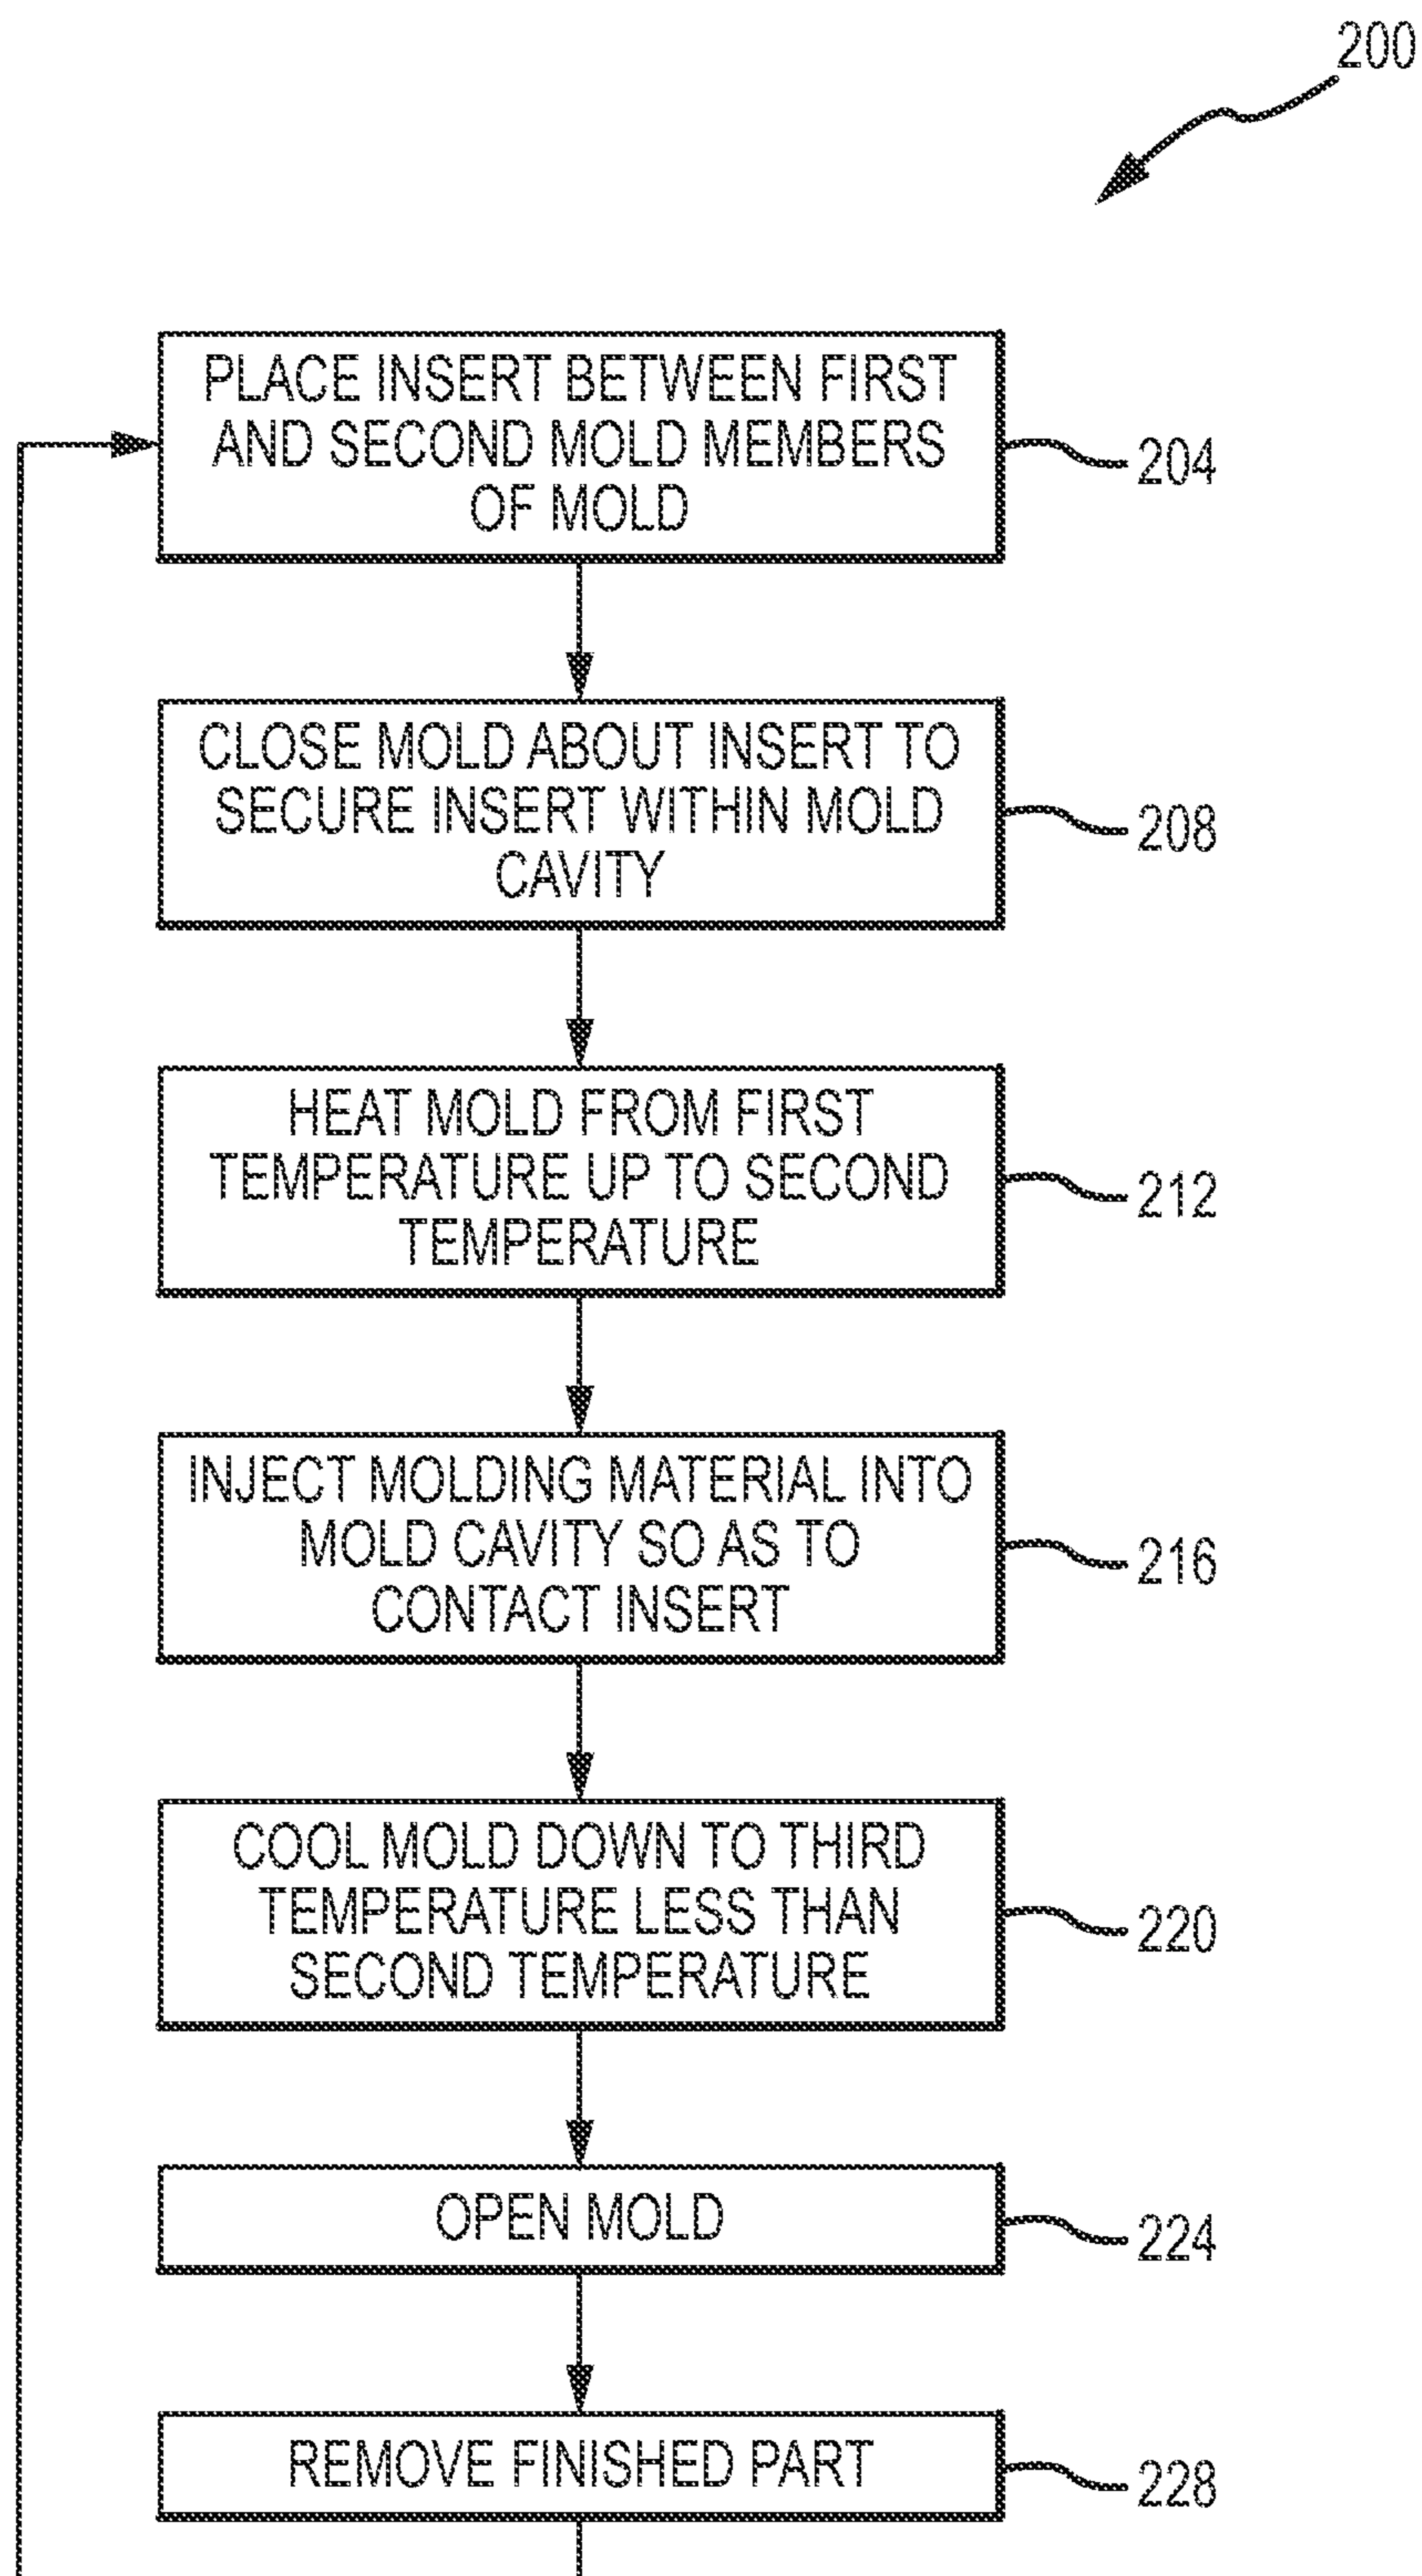 200
PLACE INSERT BETWEEN FIRST
AND SECOND MOLD MEMBERS
OF MOLD
204
CLOSE MOLD ABOUT INSERT TO
SECURE INSERT WITHIN MOLD
CAVITY
208
HEAT MOLD FROM FIRST
TEMPERATURE UP TO SECOND
TEMPERATURE
212
INJECT MOLDING MATERIAL INTO
MOLD CAVITY SO AS TO
CONTACT INSERT
216
COOL MOLD DOWN TO THIRD
TEMPERATURE LESS THAN
SECOND TEMPERATURE
220
OPEN MOLD
224
REMOVE FINISHED PART
228